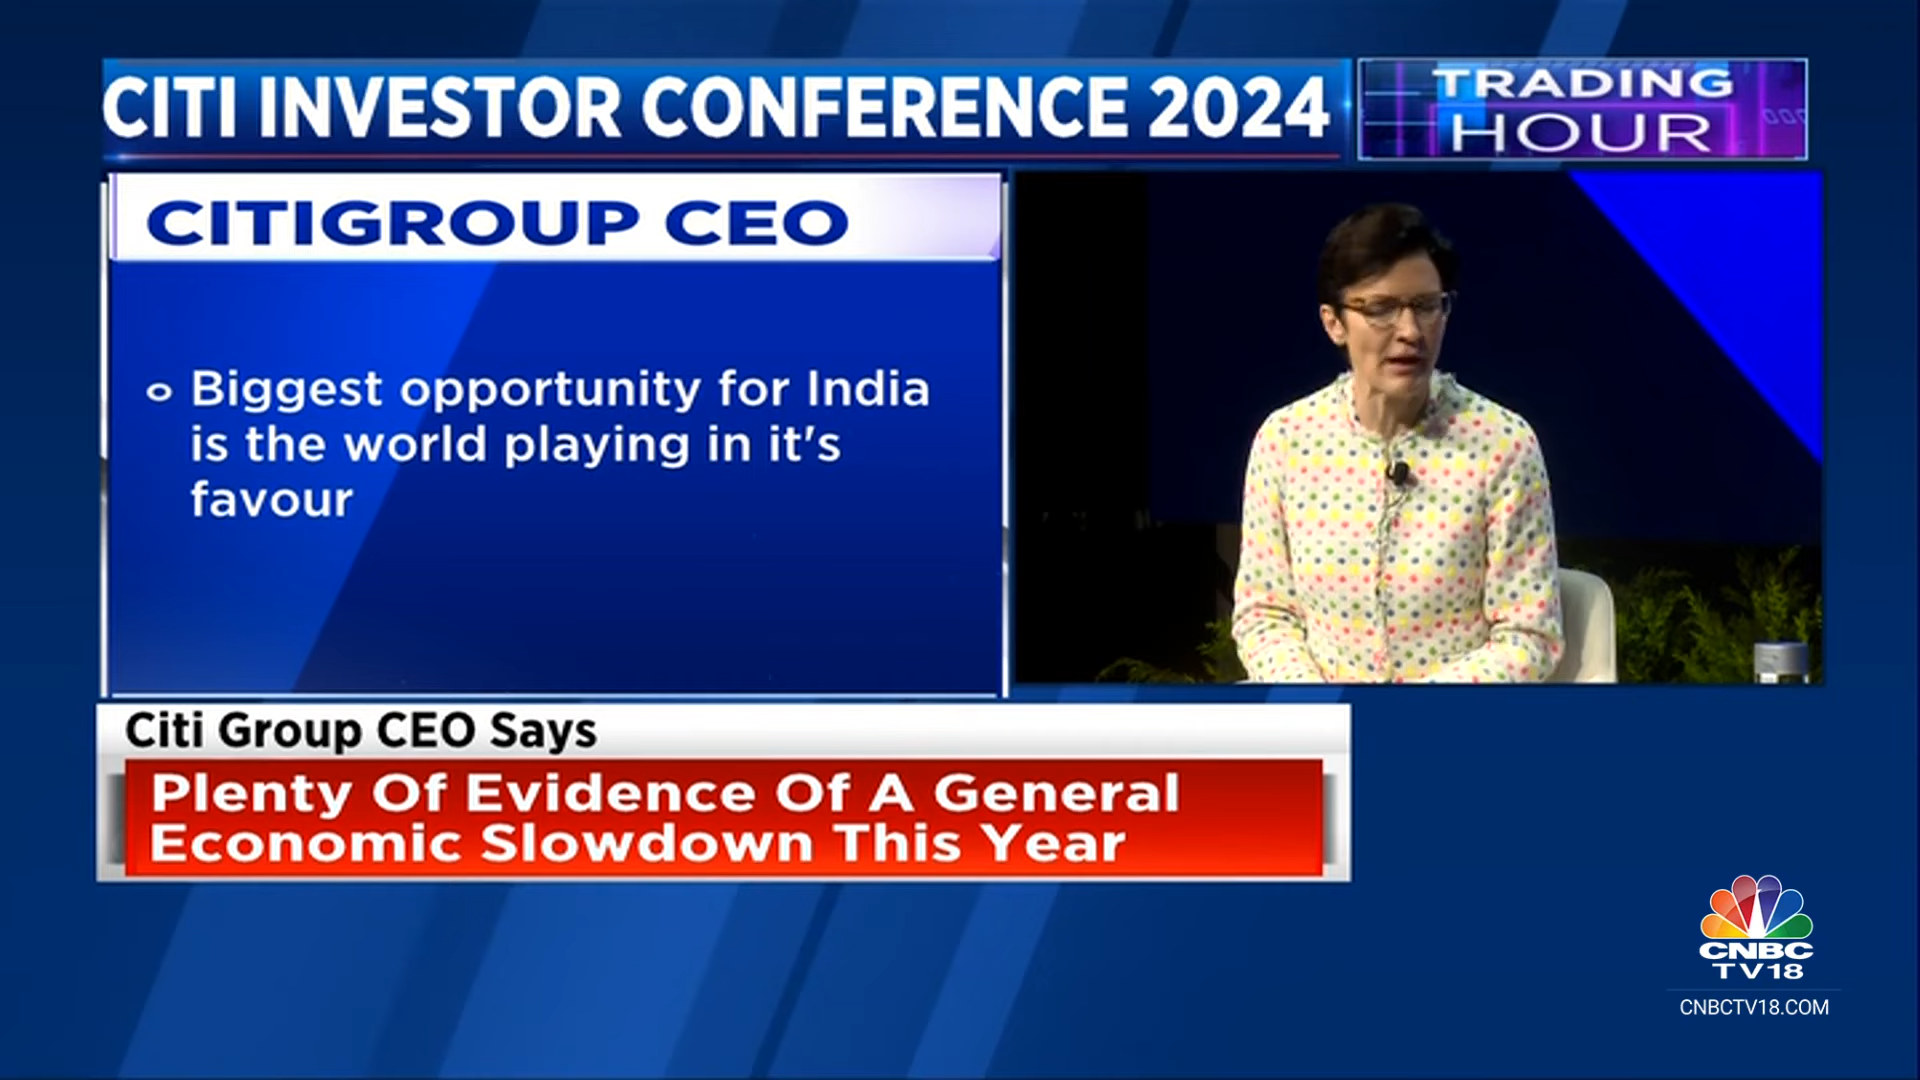 CITI INVESTOR CONFERENCE 2024
TRADING
HOUR
CITIGROUP CEO
Biggest opportunity for India
is the world playing in it's
favour
Citi Group CEO Says
Plenty Of Evidence Of A General
Economic Slowdown This Year
CNBC
TV18
CNBCTV18.COM